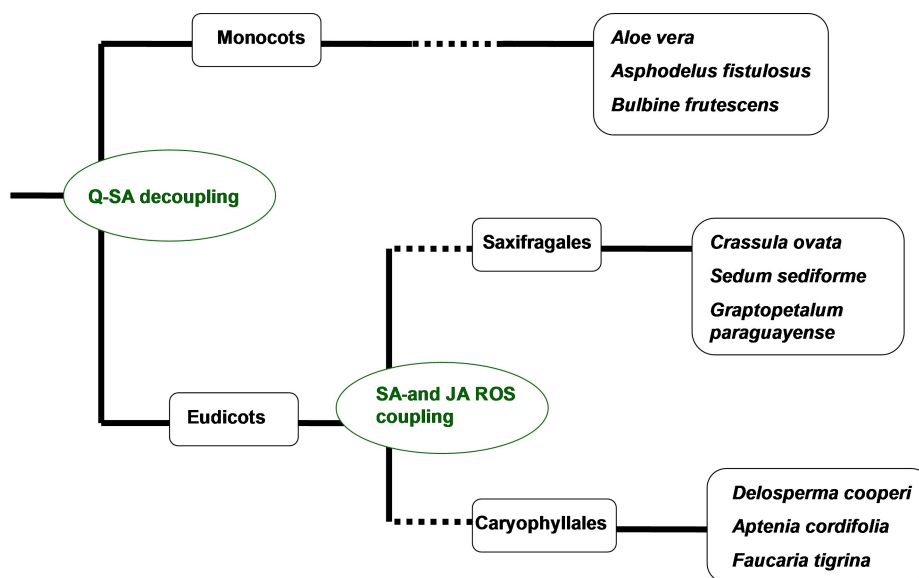 Monocots
Aloe vera
Asphodelus fistulosus
Bulbine frutescens
Q-SA decoupling
Saxifragales
Crassula ovata
Sedum sediforme
Graptopetalum
paraguayense
Eudicots
SA-and JA ROS
coupling
Caryophyllales
Delosperma cooperi
Aptenia cordifolia
Faucaria tigrina